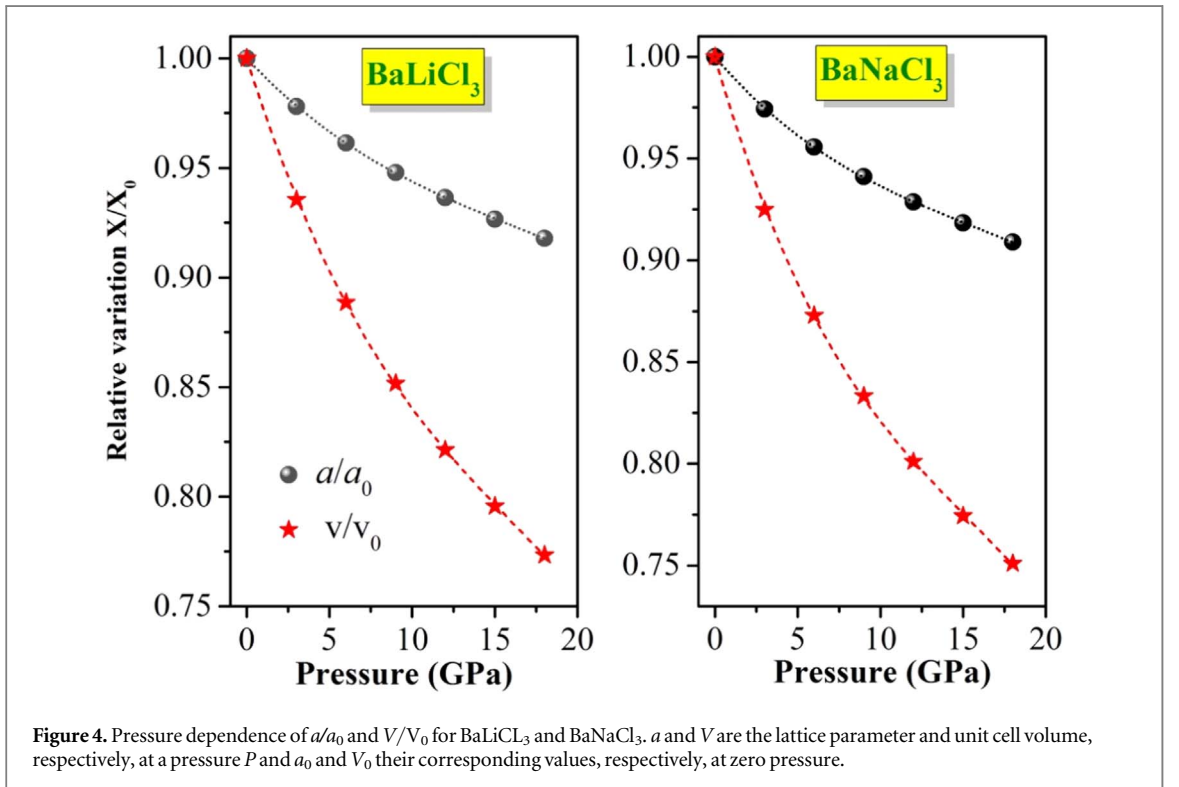 Relative variation X/X₀
BaLiCl₃
1.00
0.95
0.90
0.85
0.80
0.75
a/a₀
v/v₀
0 5 10 15 20
Pressure (GPa)
BaNaCl₃
1.00
0.95
0.90
0.85
0.80
0.75
0 5 10 15 20
Pressure (GPa)
Figure 4. Pressure dependence of a/a₀ and V/V₀ for BaLiCL₃ and BaNaCl₃. a and V are the lattice parameter and unit cell volume,
respectively, at a pressure P and a₀ and V₀ their corresponding values, respectively, at zero pressure.